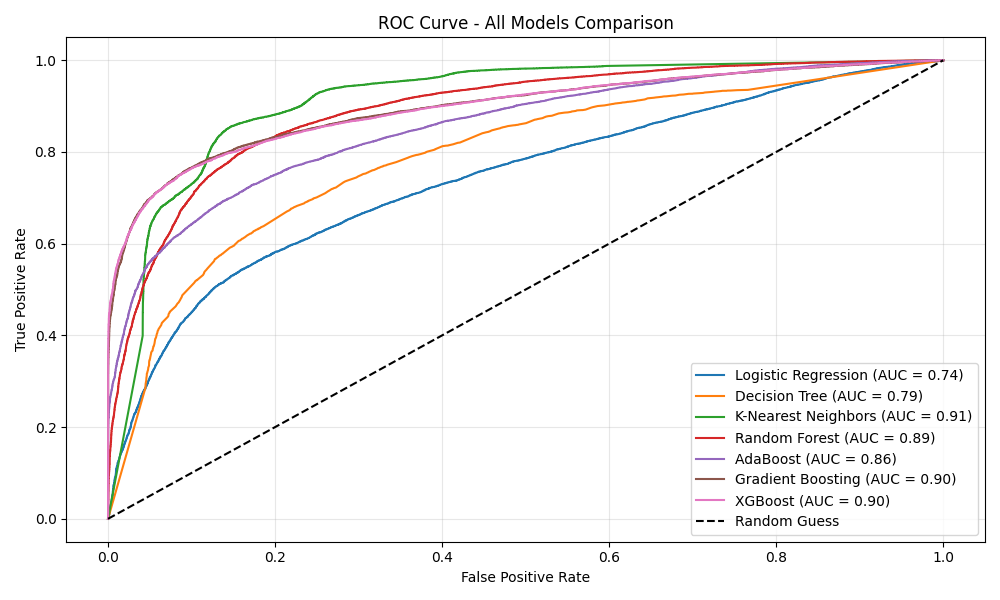 ROC Curve - All Models Comparison
True Positive Rate
1.0
0.8
0.6
0.4
0.2
0.0
0.0 0.2 0.4 0.6 0.8 1.0
False Positive Rate
Logistic Regression (AUC = 0.74)
Decision Tree (AUC = 0.79)
K-Nearest Neighbors (AUC = 0.91)
Random Forest (AUC = 0.89)
AdaBoost (AUC = 0.86)
Gradient Boosting (AUC = 0.90)
XGBoost (AUC = 0.90)
Random Guess